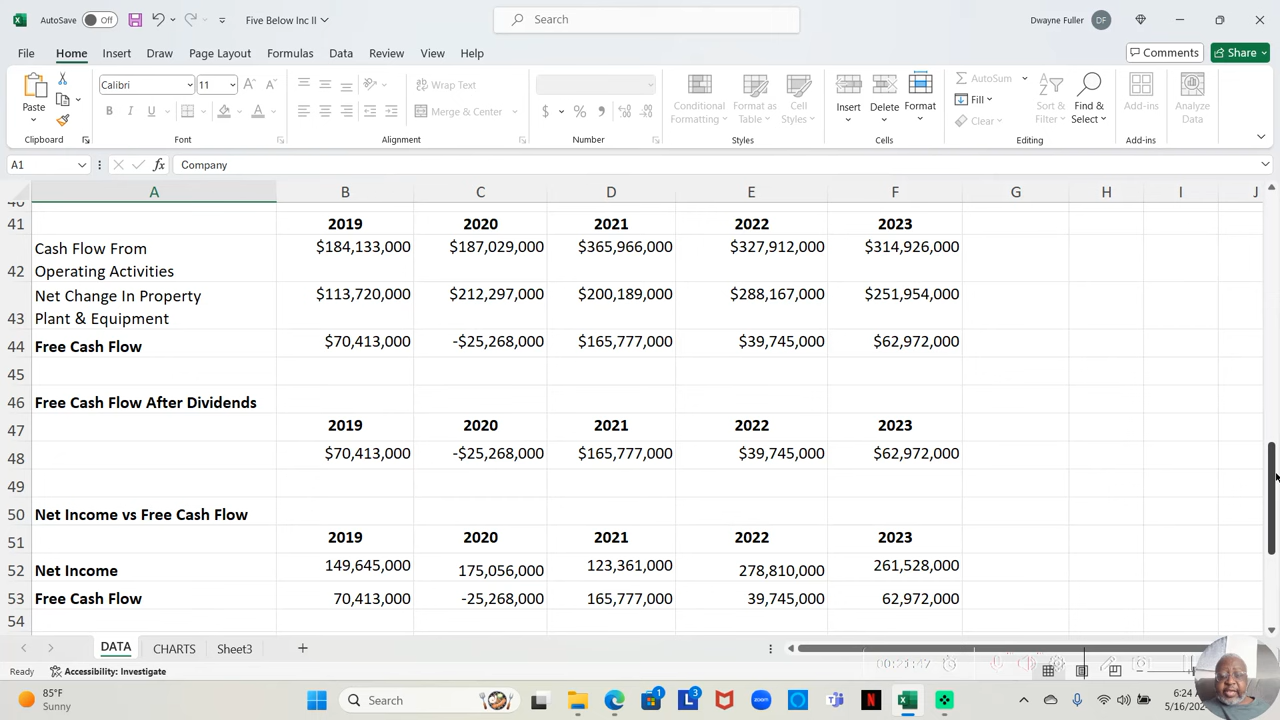 AutoSave
Off
Five Below Inc II
Search
Dwayne Fuller
DF
File
Home
Insert
Draw
Page Layout
Formulas
Data
Review
View
Help
Comments
Share
Paste
Calibri
11
Wrap Text
Merge & Center
Conditional
Formatting
Format as
Table
Cell
Styles
Insert
Delete
Format
AutoSum
Fill
Clear
Sort &
Filter
Find &
Select
Add-ins
Analyze
Data
Clipboard
Font
Alignment
Number
Styles
Cells
Editing
Add-ins
A1
fx
Company
A B C D E F G H I J
41 2019 2020 2021 2022 2023
Cash Flow From $184,133,000 $187,029,000 $365,966,000 $327,912,000 $314,926,000
42 Operating Activities
Net Change In Property $113,720,000 $212,297,000 $200,189,000 $288,167,000 $251,954,000
43 Plant & Equipment
44 Free Cash Flow $70,413,000 -$25,268,000 $165,777,000 $39,745,000 $62,972,000
45
46 Free Cash Flow After Dividends
47 2019 2020 2021 2022 2023
48 $70,413,000 -$25,268,000 $165,777,000 $39,745,000 $62,972,000
49
50 Net Income vs Free Cash Flow
51 2019 2020 2021 2022 2023
52 Net Income 149,645,000 175,056,000 123,361,000 278,810,000 261,528,000
53 Free Cash Flow 70,413,000 -25,268,000 165,777,000 39,745,000 62,972,000
54
DATA
CHARTS
Sheet3
Ready
Accessibility: Investigate
00:21:47
85°F
Sunny
Search
6:24
5/16/202